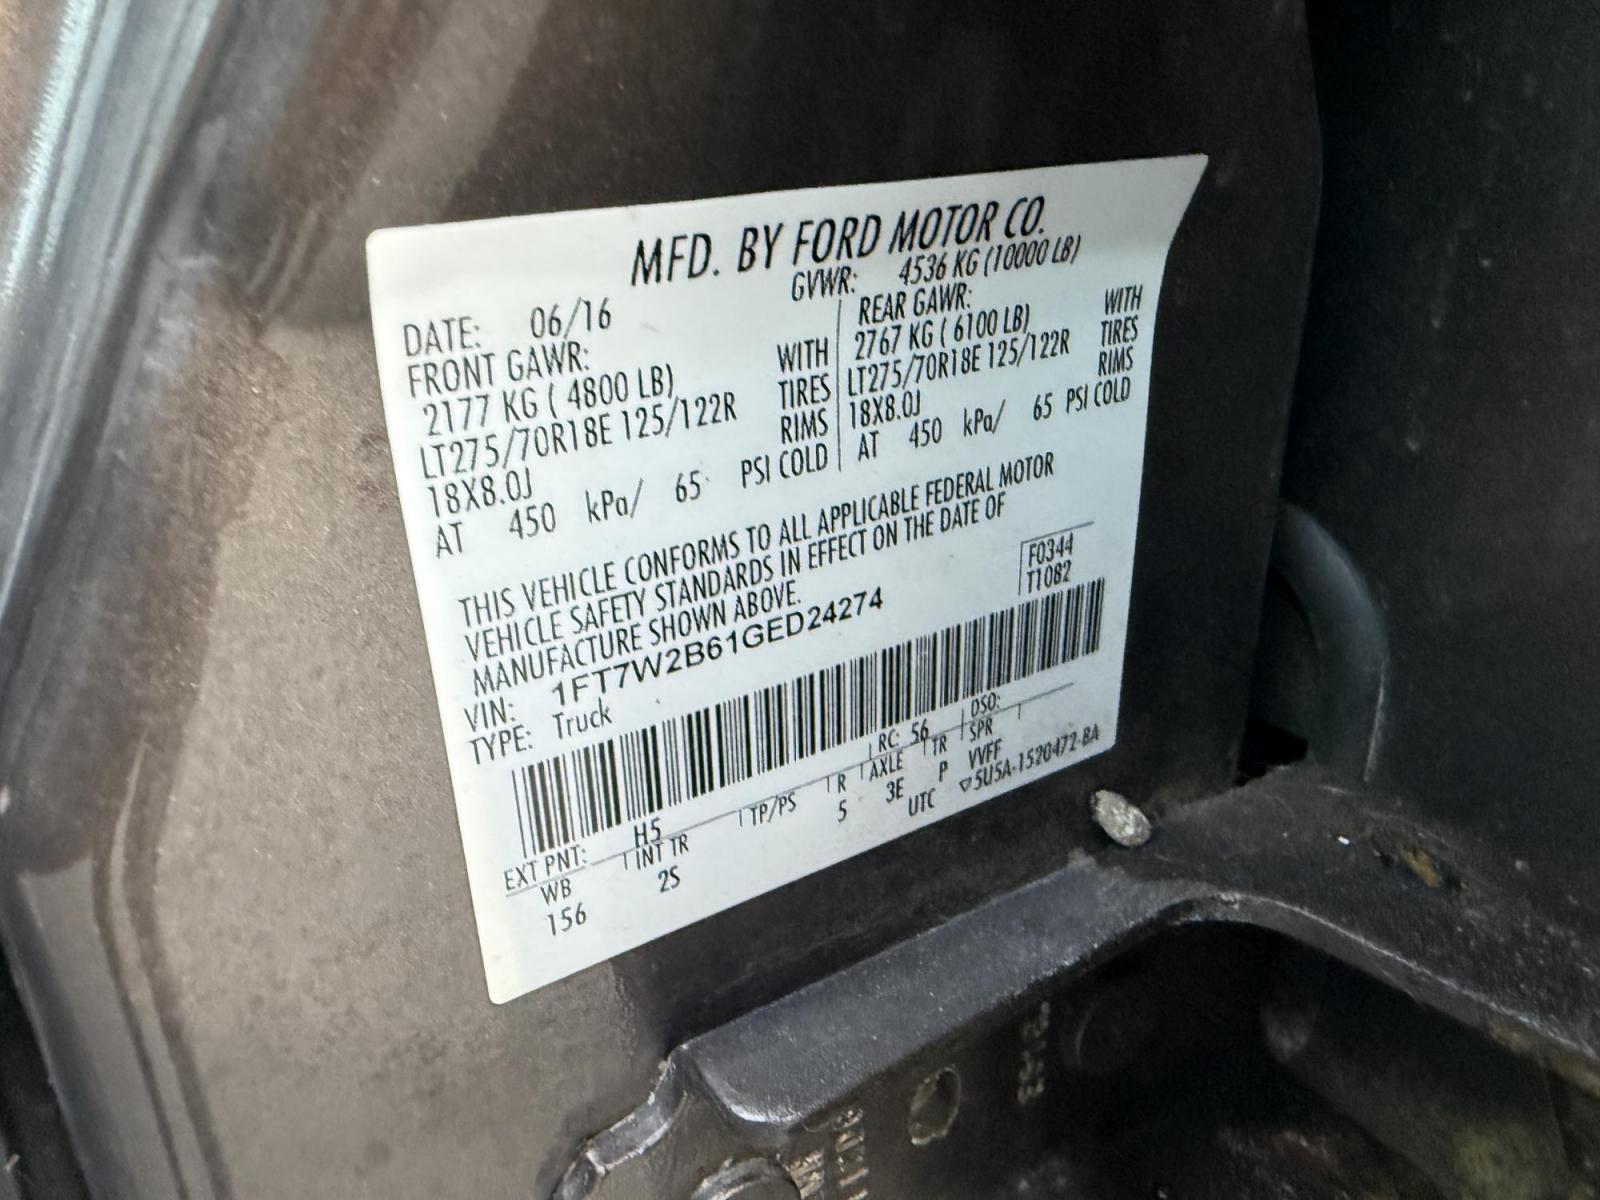 MFD. BY FORD MOTOR CO.
DATE: 06/16 GVWR: 4536 KG (10000 LB)
FRONT GAWR: REAR GAWR:
2177 KG ( 4800 LB) WITH 2767 KG ( 6100 LB) WITH
LT275/70R18E 125/122R TIRES LT275/70R18E 125/122R TIRES
18X8.0J RIMS 18X8.0J RIMS
AT 450 kPa/ 65 PSI COLD AT 450 kPa/ 65 PSI COLD
THIS VEHICLE CONFORMS TO ALL APPLICABLE FEDERAL MOTOR
VEHICLE SAFETY STANDARDS IN EFFECT ON THE DATE OF
MANUFACTURE SHOWN ABOVE.
F0344
T1082
VIN: 1FT7W2B61GED24274
TYPE: Truck
EXT PNT: H5 RC: 56 DSO:
WB INT TR TP/PS R AXLE TR SPR
156 2S 5 3E P VVFF
UTC ▽5U5A-1520472-BA